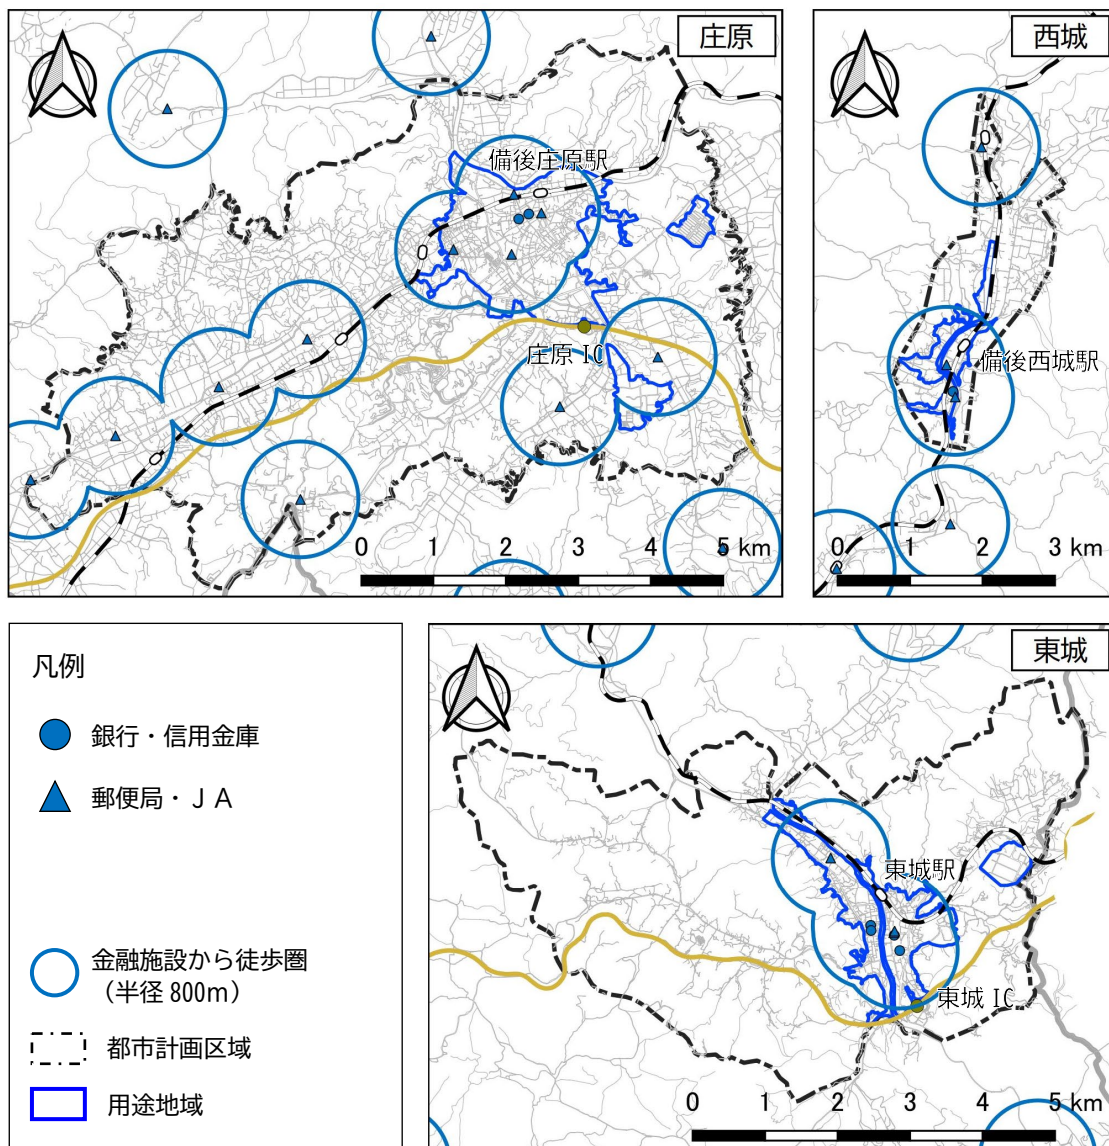 庄原
備後庄原駅
庄原 IC
0 1 2 3 4 5 km
西城
備後西城駅
0 1 2 3 km
凡例
銀行・信用金庫
郵便局・ＪＡ
金融施設から徒歩圏
（半径 800m）
都市計画区域
用途地域
東城
東城駅
東城 IC
0 1 2 3 4 5 km